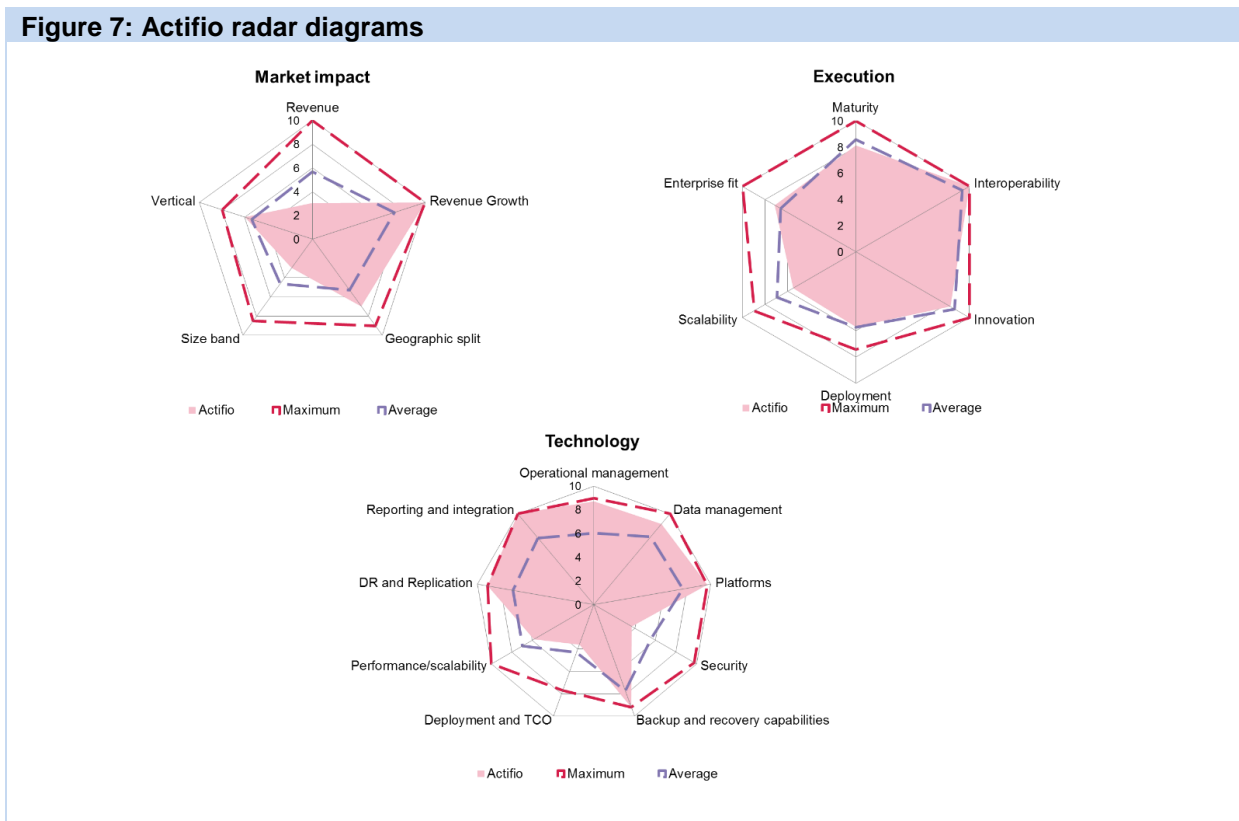 Figure 7: Actifio radar diagrams
Market impact
Revenue
10
8
6
4
2
0
Vertical
Revenue Growth
Size band
Geographic split
Actifio Maximum Average
Execution
Maturity
10
8
6
4
2
0
Enterprise fit
Interoperability
Scalability
Innovation
Deployment
Actifio Maximum Average
Technology
Operational management
10
8
6
4
2
0
Reporting and integration
Data management
DR and Replication
Platforms
Performance/scalability
Security
Deployment and TCO
Backup and recovery capabilities
Actifio Maximum Average